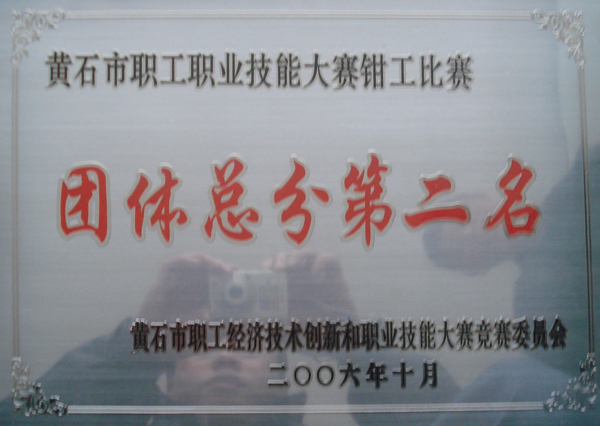 黄石市职工职业技能大赛钳工比赛
团体总分第二名
黄石市职工经济技术创新和职业技能大赛竞赛委员会
二〇〇六年十月